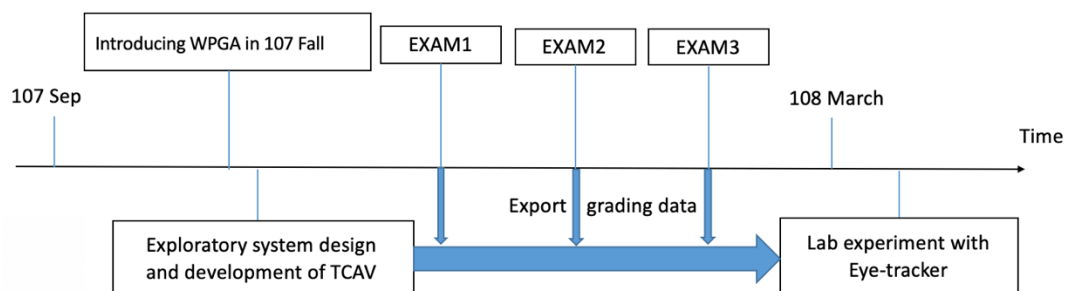 Introducing WPGA in 107 Fall
EXAM1
EXAM2
EXAM3
107 Sep
108 March
Time
Export grading data
Exploratory system design
and development of TCAV
Lab experiment with
Eye-tracker